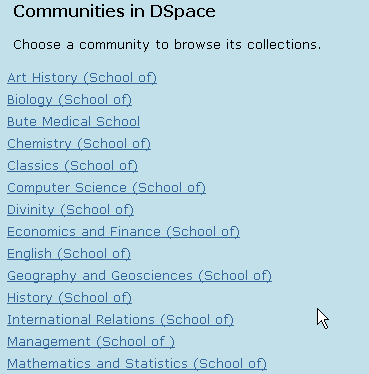 Communities in DSpace
Choose a community to browse its collections.
Art History (School of)
Biology (School of)
Bute Medical School
Chemistry (School of)
Classics (School of)
Computer Science (School of)
Divinity (School of)
Economics and Finance (School of)
English (School of)
Geography and Geosciences (School of)
History (School of)
International Relations (School of)
Management (School of )
Mathematics and Statistics (School of)